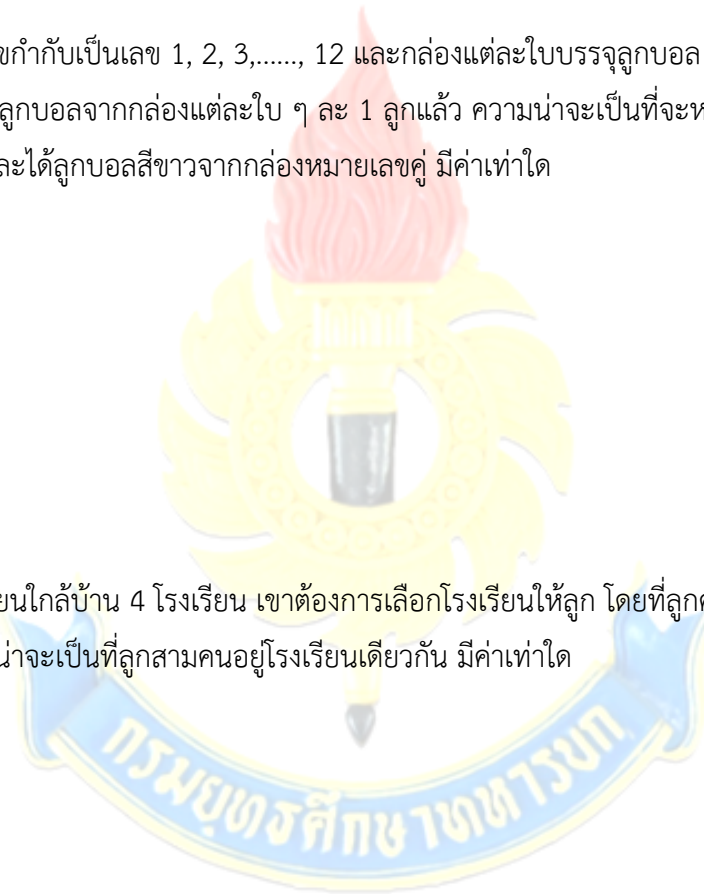 ขกำกับเป็นเลข 1, 2, 3,......, 12 และกล่องแต่ละใบบรรจุลูกบอล
ลูกบอลจากกล่องแต่ละใบ ๆ ละ 1 ลูกแล้ว ความน่าจะเป็นที่จะห
ละได้ลูกบอลสีขาวจากกล่องหมายเลขคู่ มีค่าเท่าใด
ยนใกล้บ้าน 4 โรงเรียน เขาต้องการเลือกโรงเรียนให้ลูก โดยที่ลูก
น่าจะเป็นที่ลูกสามคนอยู่โรงเรียนเดียวกัน มีค่าเท่าใด
กรมยุทธศึกษาทหารบก